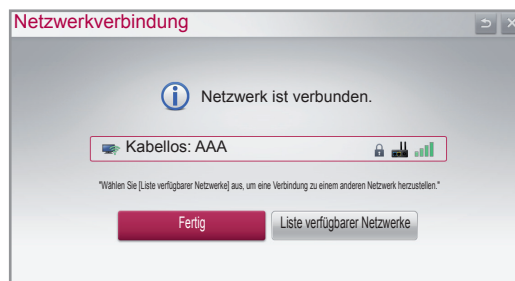 Netzwerkverbindung
Netzwerk ist verbunden.
Kabellos: AAA
"Wählen Sie [Liste verfügbarer Netzwerke] aus, um eine Verbindung zu einem anderen Netzwerk herzustellen."
Fertig
Liste verfügbarer Netzwerke